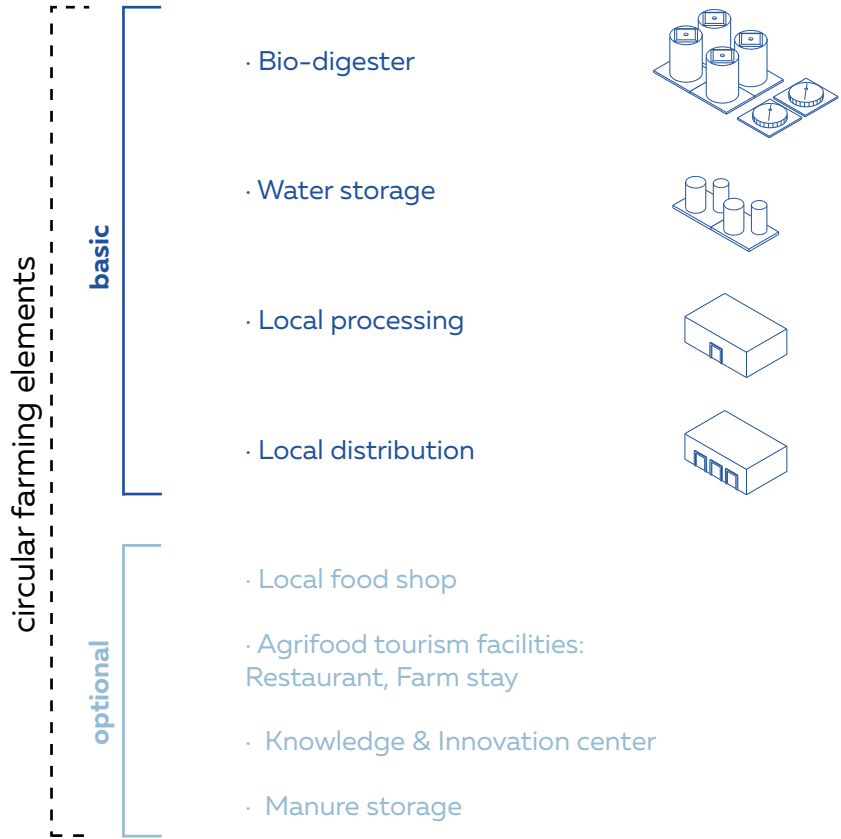 circular farming elements
basic
· Bio-digester
· Water storage
· Local processing
· Local distribution
optional
· Local food shop
· Agrifood tourism facilities:
Restaurant, Farm stay
· Knowledge & Innovation center
· Manure storage